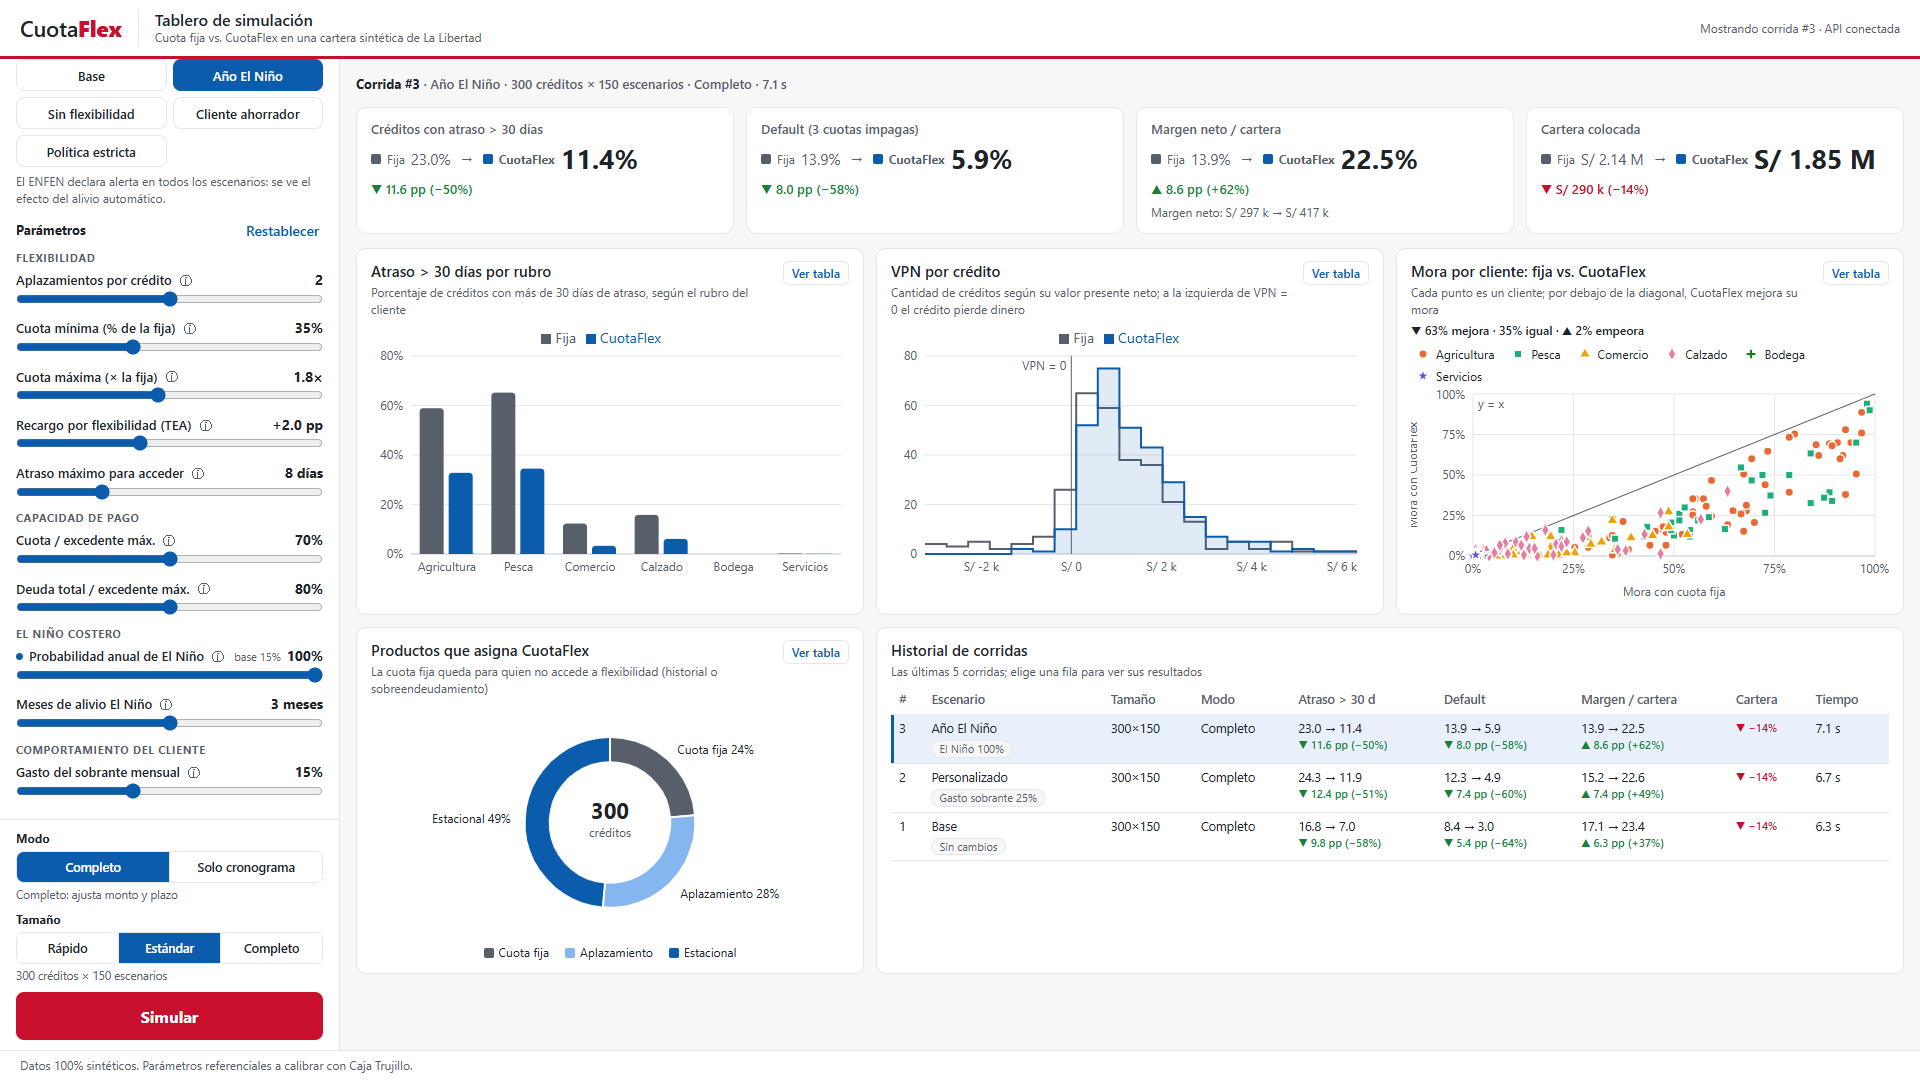 CuotaFlex
Tablero de simulación
Cuota fija vs. CuotaFlex en una cartera sintética de La Libertad
Mostrando corrida #3 · API conectada
Base
Año El Niño
Sin flexibilidad
Cliente ahorrador
Política estricta
El ENFEN declara alerta en todos los escenarios: se ve el
efecto del alivio automático.
Parámetros
Restablecer
FLEXIBILIDAD
Aplazamientos por crédito ⓘ 2
Cuota mínima (% de la fija) ⓘ 35%
Cuota máxima (× la fija) ⓘ 1.8×
Recargo por flexibilidad (TEA) ⓘ +2.0 pp
Atraso máximo para acceder ⓘ 8 días
CAPACIDAD DE PAGO
Cuota / excedente máx. ⓘ 70%
Deuda total / excedente máx. ⓘ 80%
EL NIÑO COSTERO
Probabilidad anual de El Niño ⓘ base 15% 100%
Meses de alivio El Niño ⓘ 3 meses
COMPORTAMIENTO DEL CLIENTE
Gasto del sobrante mensual ⓘ 15%
Modo
Completo
Solo cronograma
Completo: ajusta monto y plazo
Tamaño
Rápido
Estándar
Completo
300 créditos × 150 escenarios
Simular
Corrida #3 · Año El Niño · 300 créditos × 150 escenarios · Completo · 7.1 s
Créditos con atraso > 30 días
Fija 23.0% → CuotaFlex 11.4%
▼ 11.6 pp (−50%)
Default (3 cuotas impagas)
Fija 13.9% → CuotaFlex 5.9%
▼ 8.0 pp (−58%)
Margen neto / cartera
Fija 13.9% → CuotaFlex 22.5%
▲ 8.6 pp (+62%)
Margen neto: S/ 297 k → S/ 417 k
Cartera colocada
Fija S/ 2.14 M → CuotaFlex S/ 1.85 M
▼ S/ 290 k (−14%)
Atraso > 30 días por rubro
Ver tabla
Porcentaje de créditos con más de 30 días de atraso, según el rubro del
cliente
Fija CuotaFlex
80%
60%
40%
20%
0%
Agricultura Pesca Comercio Calzado Bodega Servicios
VPN por crédito
Ver tabla
Cantidad de créditos según su valor presente neto; a la izquierda de VPN =
0 el crédito pierde dinero
Fija CuotaFlex
VPN = 0
80
60
40
20
0
S/ -2 k S/ 0 S/ 2 k S/ 4 k S/ 6 k
Mora por cliente: fija vs. CuotaFlex
Ver tabla
Cada punto es un cliente; por debajo de la diagonal, CuotaFlex mejora su
mora
▼ 63% mejora · 35% igual · ▲ 2% empeora
Agricultura Pesca Comercio Calzado Bodega
Servicios
y = x
Mora con CuotaFlex
100%
75%
50%
25%
0%
0% 25% 50% 75% 100%
Mora con cuota fija
Productos que asigna CuotaFlex
Ver tabla
La cuota fija queda para quien no accede a flexibilidad (historial o
sobreendeudamiento)
Cuota fija 24%
Estacional 49%
300
créditos
Aplazamiento 28%
Cuota fija Aplazamiento Estacional
Historial de corridas
Las últimas 5 corridas; elige una fila para ver sus resultados
# Escenario Tamaño Modo Atraso > 30 d Default Margen / cartera Cartera Tiempo
3 Año El Niño 300×150 Completo 23.0 → 11.4 13.9 → 5.9 13.9 → 22.5 ▼ −14% 7.1 s
El Niño 100% ▼ 11.6 pp (−50%) ▼ 8.0 pp (−58%) ▲ 8.6 pp (+62%)
2 Personalizado 300×150 Completo 24.3 → 11.9 12.3 → 4.9 15.2 → 22.6 ▼ −14% 6.7 s
Gasto sobrante 25% ▼ 12.4 pp (−51%) ▼ 7.4 pp (−60%) ▲ 7.4 pp (+49%)
1 Base 300×150 Completo 16.8 → 7.0 8.4 → 3.0 17.1 → 23.4 ▼ −14% 6.3 s
Sin cambios ▼ 9.8 pp (−58%) ▼ 5.4 pp (−64%) ▲ 6.3 pp (+37%)
Datos 100% sintéticos. Parámetros referenciales a calibrar con Caja Trujillo.